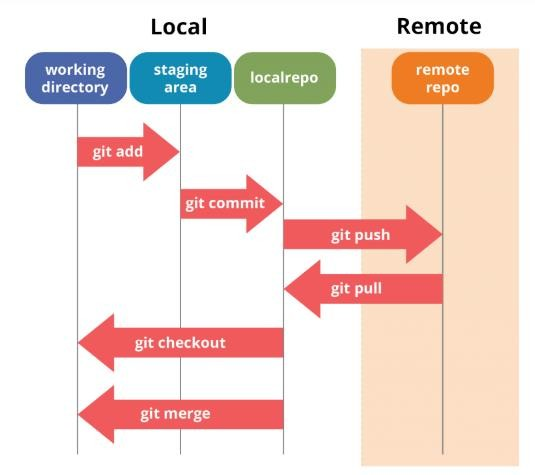 Local
Remote
working
directory
staging
area
localrepo
remote
repo
git add
git commit
git push
git pull
git checkout
git merge